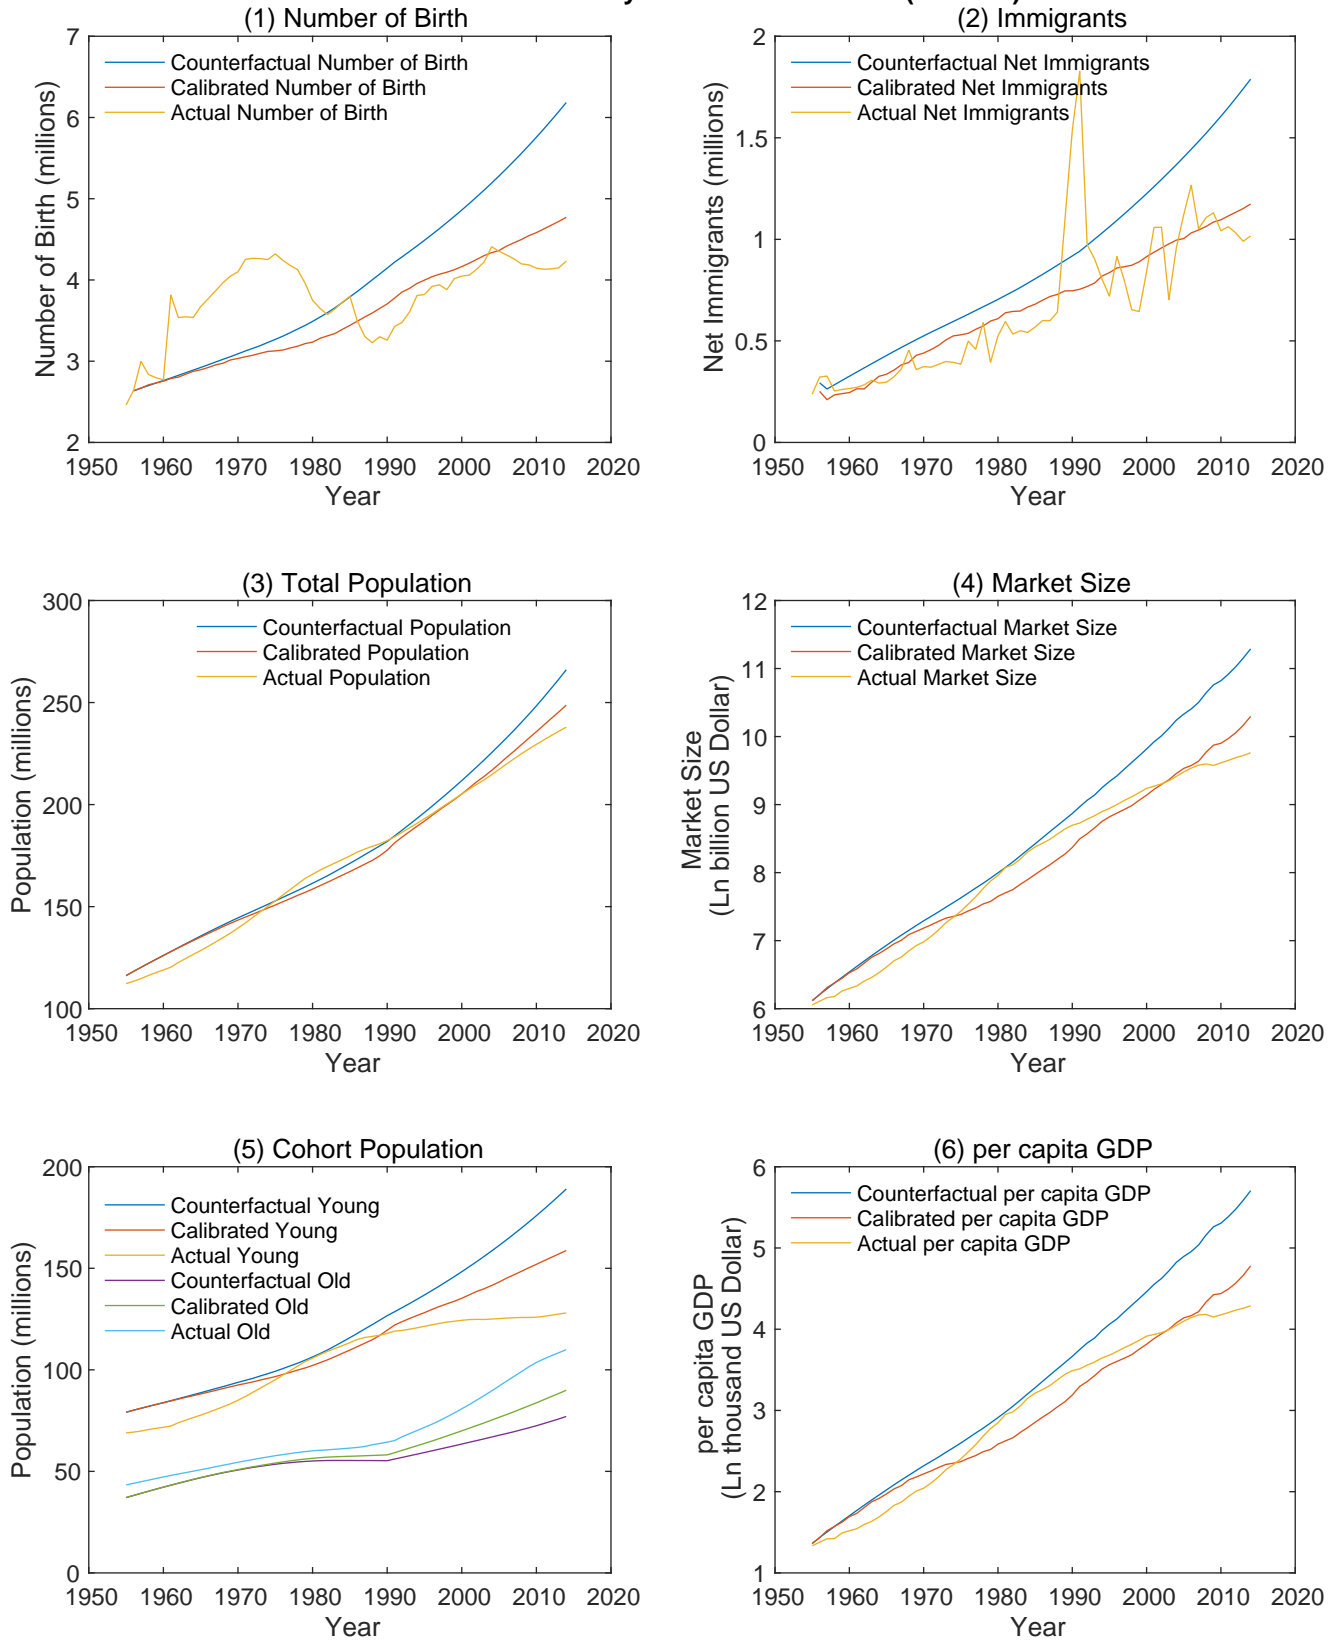 (1) Number of Birth
7
6
5
4
3
2
Number of Birth (millions)
Counterfactual Number of Birth
Calibrated Number of Birth
Actual Number of Birth
1950 1960 1970 1980 1990 2000 2010 2020
Year
(2) Immigrants
2
1.5
1
0.5
0
Net Immigrants (millions)
Counterfactual Net Immigrants
Calibrated Net Immigrants
Actual Net Immigrants
1950 1960 1970 1980 1990 2000 2010 2020
Year
(3) Total Population
300
250
200
150
100
Population (millions)
Counterfactual Population
Calibrated Population
Actual Population
1950 1960 1970 1980 1990 2000 2010 2020
Year
(4) Market Size
12
11
10
9
8
7
6
Market Size
(Ln billion US Dollar)
Counterfactual Market Size
Calibrated Market Size
Actual Market Size
1950 1960 1970 1980 1990 2000 2010 2020
Year
(5) Cohort Population
200
150
100
50
0
Population (millions)
Counterfactual Young
Calibrated Young
Actual Young
Counterfactual Old
Calibrated Old
Actual Old
1950 1960 1970 1980 1990 2000 2010 2020
Year
(6) per capita GDP
6
5
4
3
2
1
per capita GDP
(Ln thousand US Dollar)
Counterfactual per capita GDP
Calibrated per capita GDP
Actual per capita GDP
1950 1960 1970 1980 1990 2000 2010 2020
Year